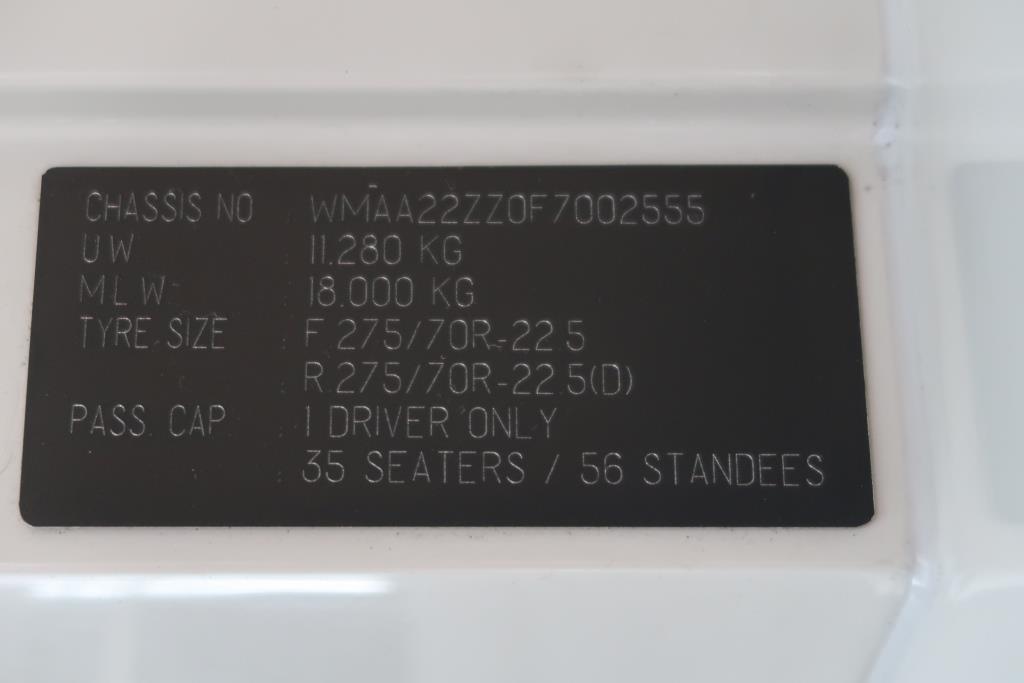 CHASSIS NO : WMAA22ZZ0F7002555
U W : 11.280 KG
M L W : 18.000 KG
TYRE SIZE : F 275/70R-22.5
R 275/70R-22.5(D)
PASS. CAP : 1 DRIVER ONLY
: 35 SEATERS / 56 STANDEES